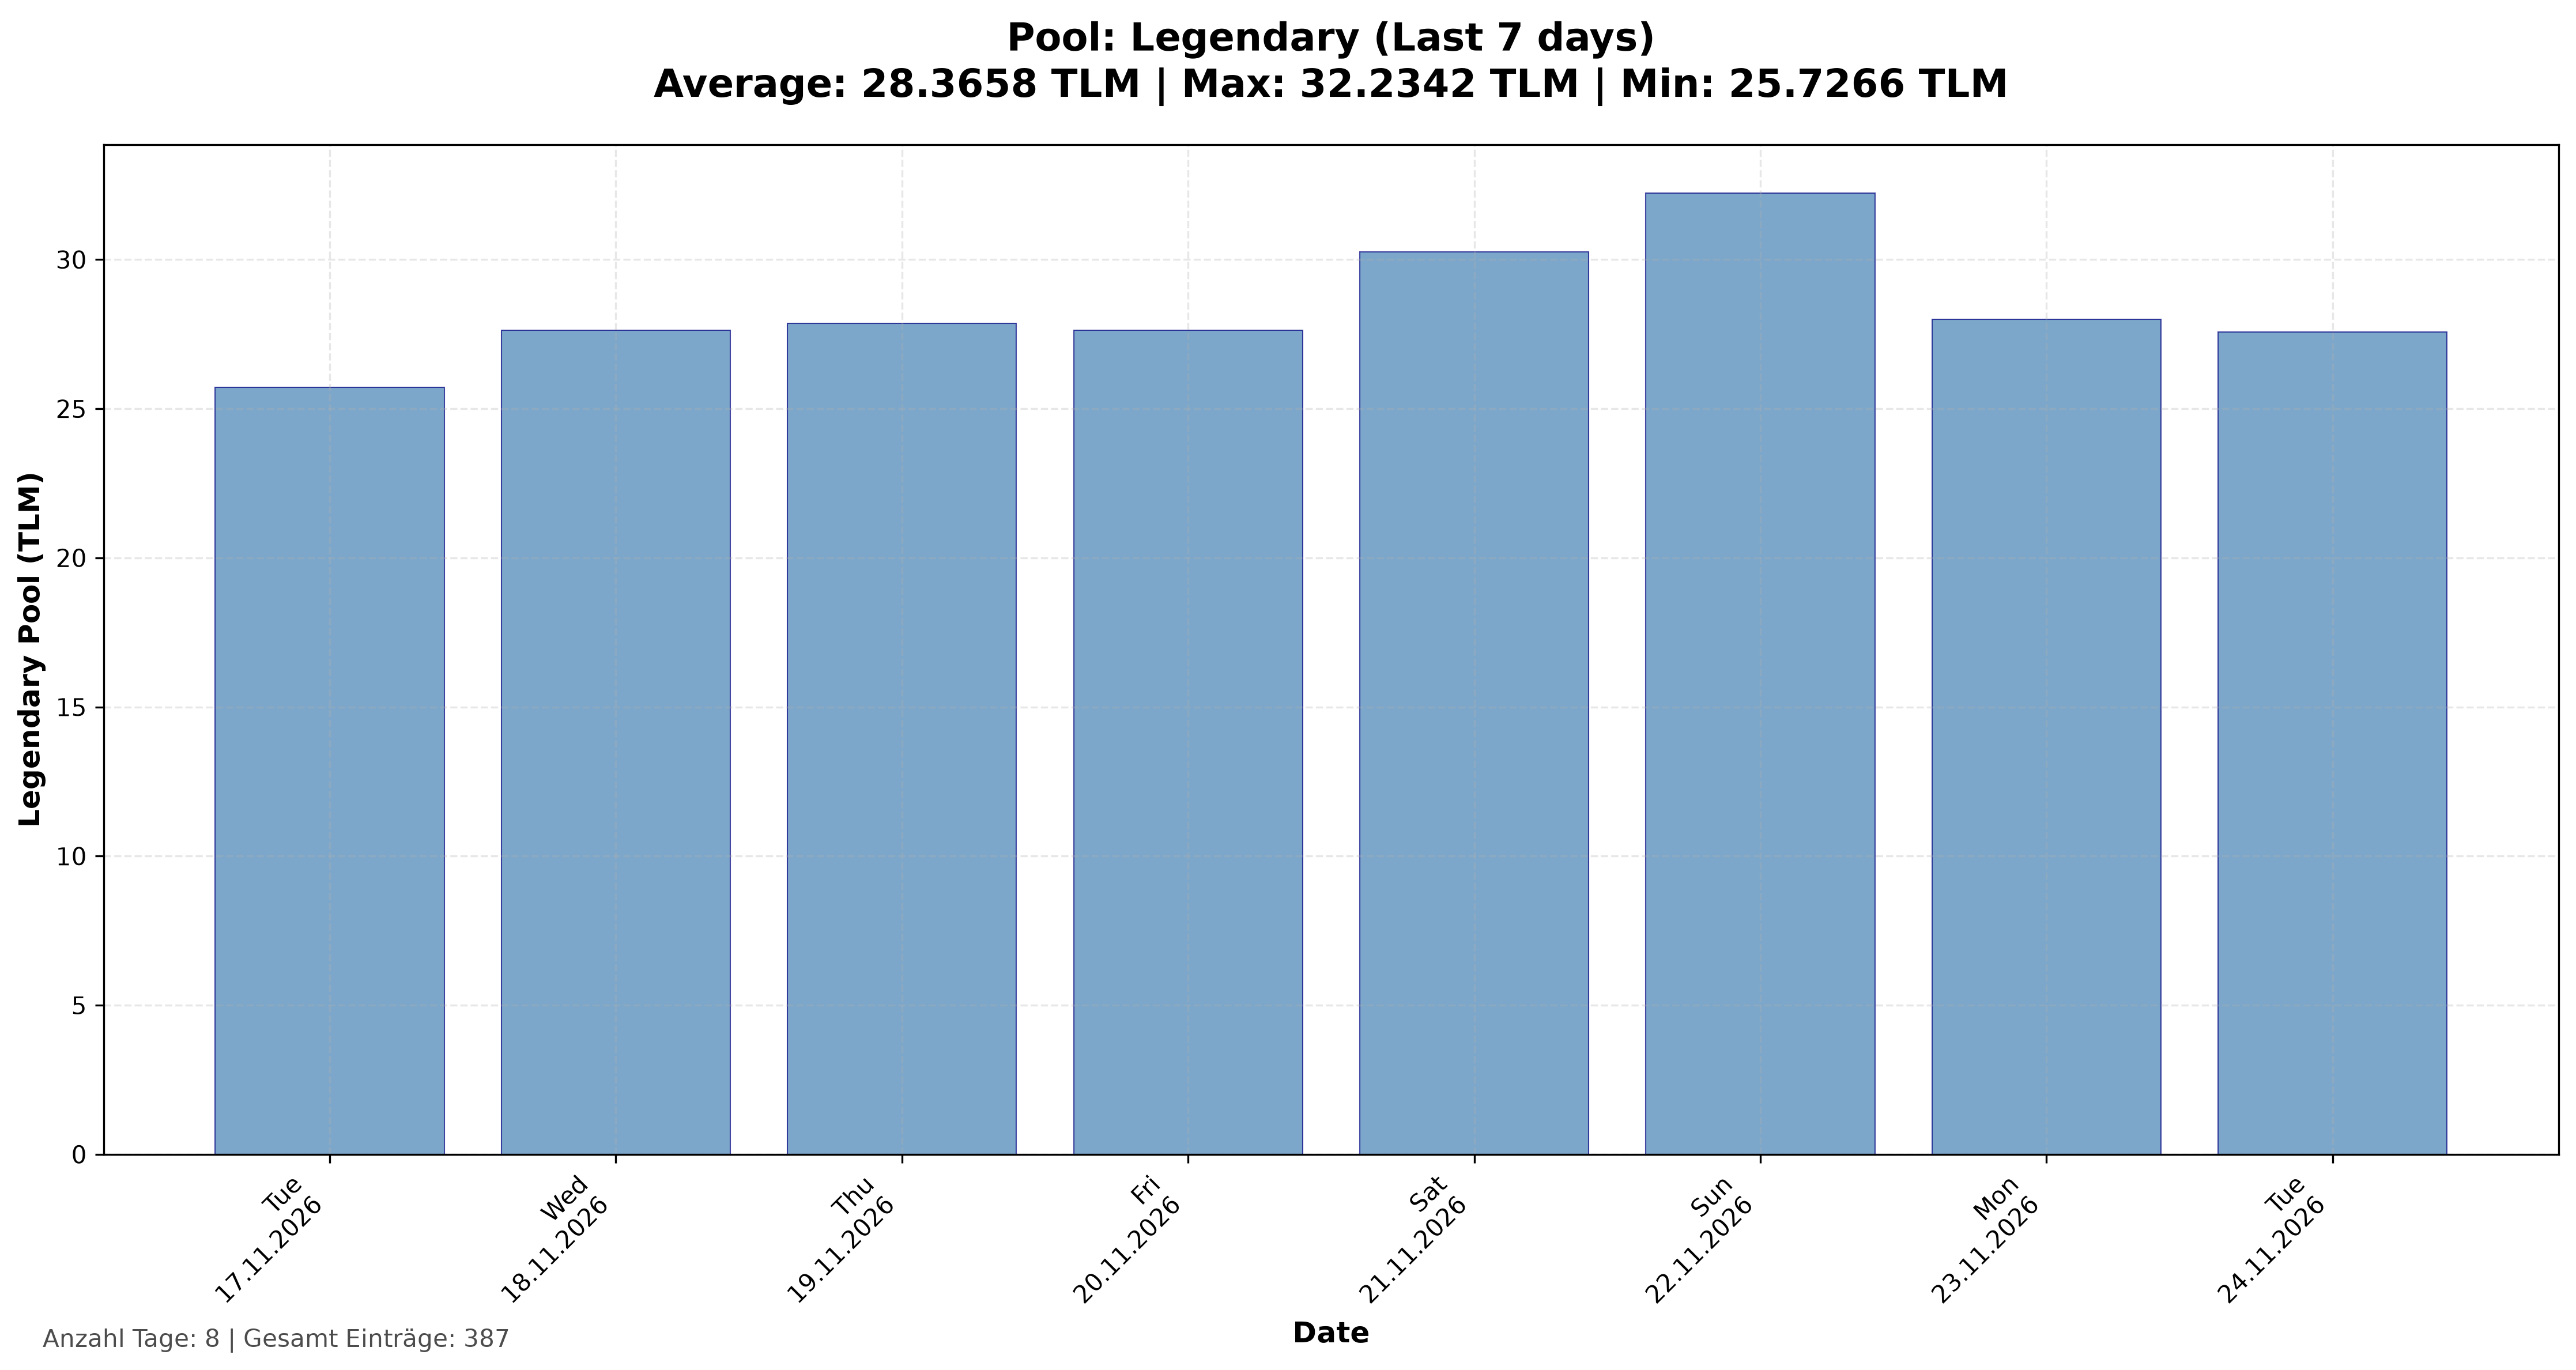 Pool: Legendary (Last 7 days)
Average: 28.3658 TLM | Max: 32.2342 TLM | Min: 25.7266 TLM
Legendary Pool (TLM)
30
25
20
15
10
5
0
Tue
17.11.2026
Wed
18.11.2026
Thu
19.11.2026
Fri
20.11.2026
Sat
21.11.2026
Sun
22.11.2026
Mon
23.11.2026
Tue
24.11.2026
Date
Anzahl Tage: 8 | Gesamt Einträge: 387